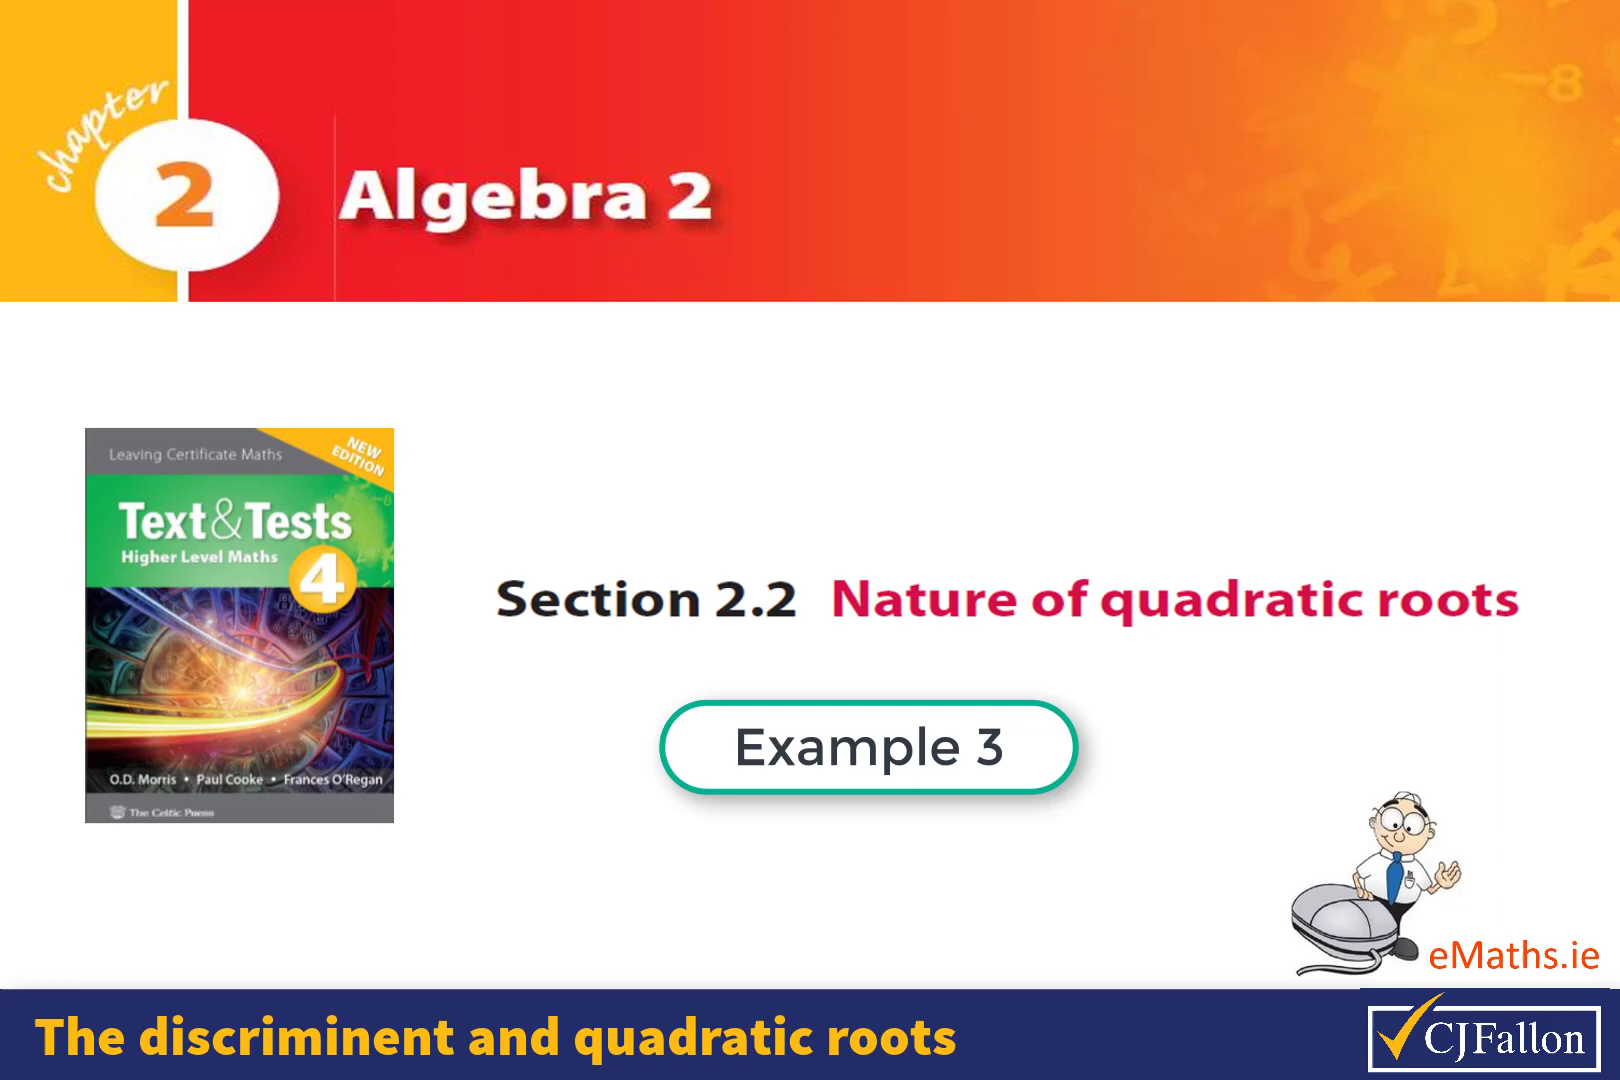 chapter
2
Algebra 2
-8
Leaving Certificate Maths
NEW
EDITION
Text&Tests
Higher Level Maths
4
O.D. Morris • Paul Cooke • Frances O'Regan
The Celtic Press
Section 2.2 Nature of quadratic roots
Example 3
eMaths.ie
The discriminent and quadratic roots
CJFallon